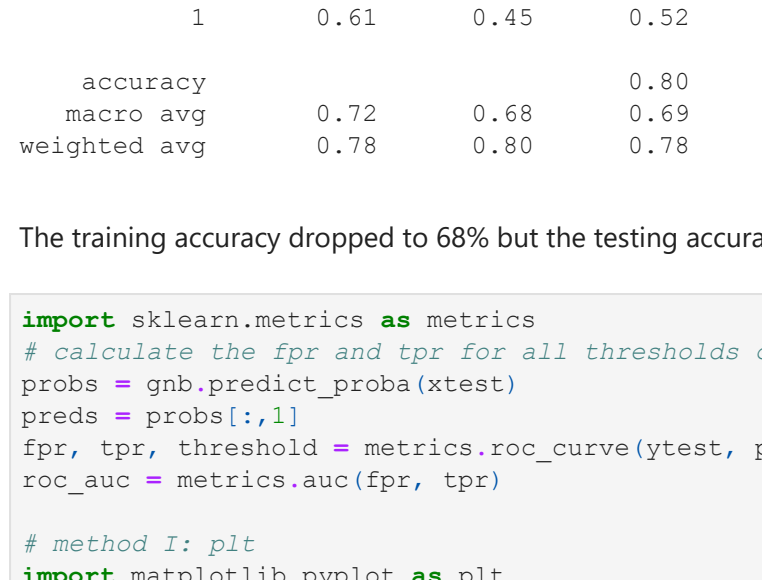 1 0.61 0.45 0.52
accuracy 0.80
macro avg 0.72 0.68 0.69
weighted avg 0.78 0.80 0.78
The training accuracy dropped to 68% but the testing
import sklearn.metrics as metrics
# calculate the fpr and tpr for all thresholds
probs = gnb.predict_proba(xtest)
preds = probs[:,1]
fpr, tpr, threshold = metrics.roc_curve(ytest,
roc_auc = metrics.auc(fpr, tpr)
# method I: plt
import matplotlib.pyplot as plt